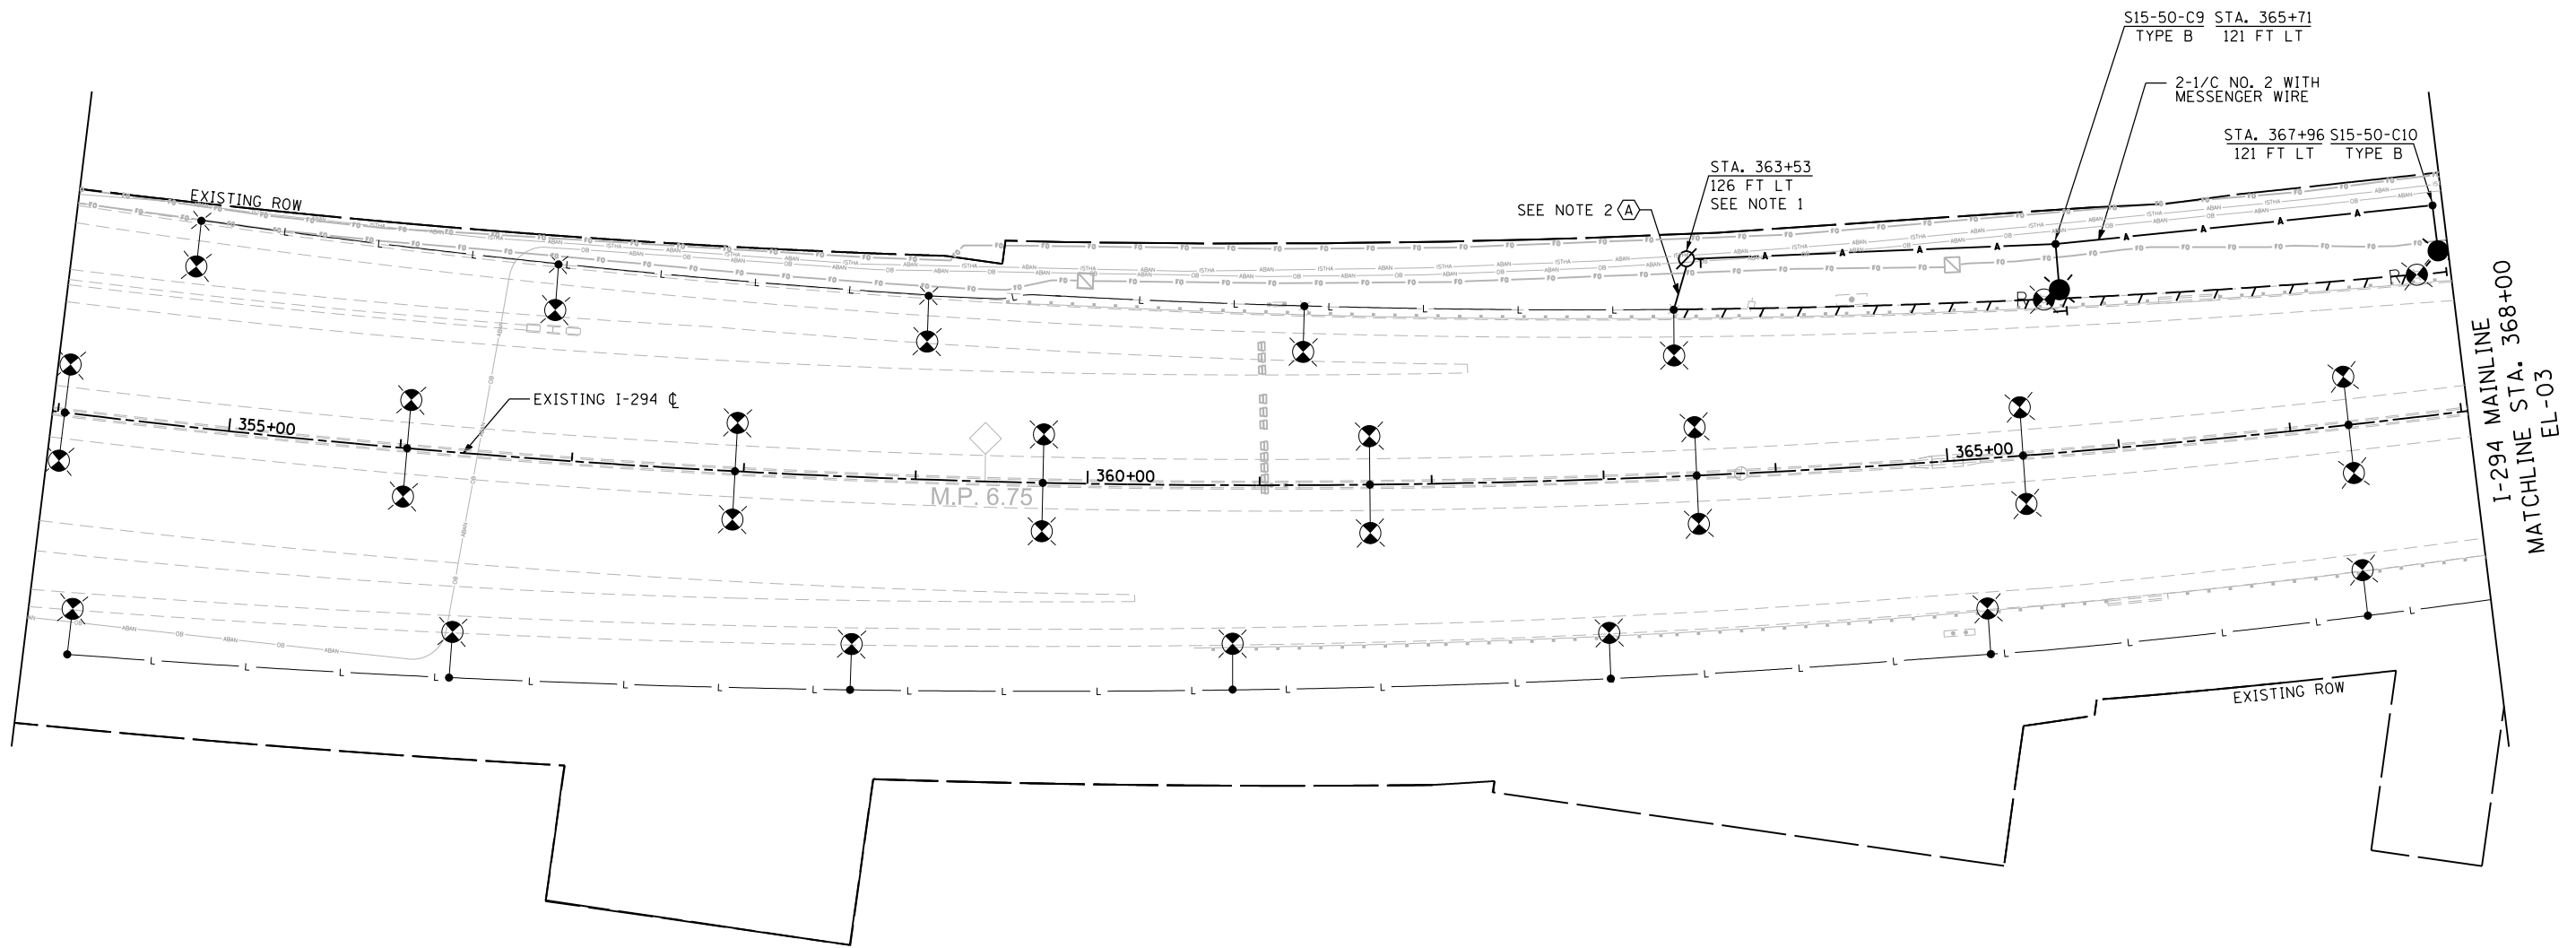 S15-50-C9 STA. 365+71
TYPE B 121 FT LT
2-1/C NO. 2 WITH
MESSENGER WIRE
STA. 367+96 S15-50-C10
121 FT LT TYPE B
STA. 363+53
126 FT LT
SEE NOTE 1
SEE NOTE 2 A
EXISTING ROW
EXISTING I-294 ℄
355+00
M.P. 6.75
360+00
365+00
R
R
I-294 MAINLINE
MATCHLINE STA. 368+00
EL-03
EXISTING ROW